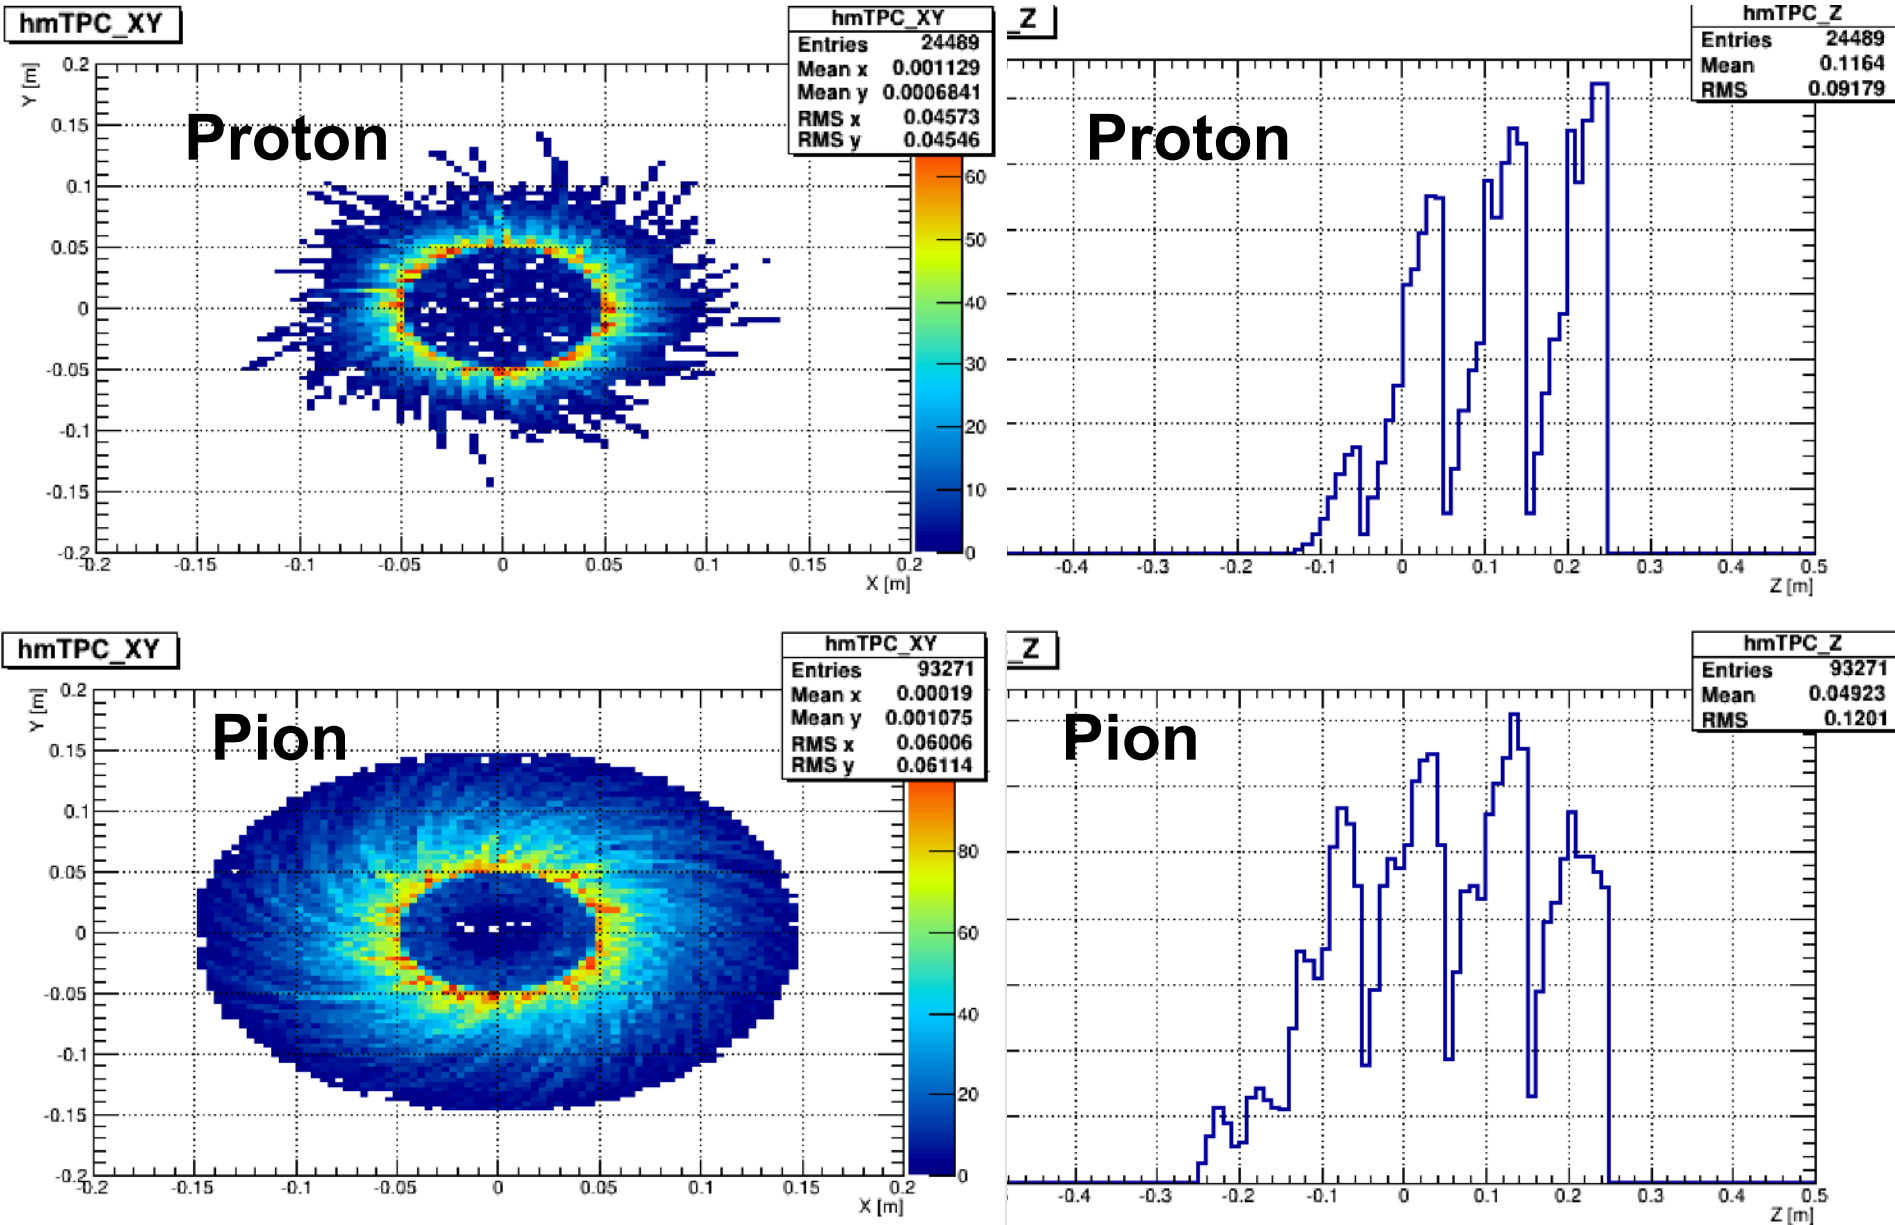 hmTPC_XY
hmTPC_XY
Entries 24489
Mean x 0.001129
Mean y 0.0006841
RMS x 0.04573
RMS y 0.04546
Proton
Y [m]
0.2
0.15
0.1
0.05
0
-0.05
-0.1
-0.15
-0.2
-0.2 -0.15 -0.1 -0.05 0 0.05 0.1 0.15 0.2
X [m]
60
50
40
30
20
10
0
_Z
hmTPC_Z
Entries 24489
Mean 0.1164
RMS 0.09179
Proton
-0.4 -0.3 -0.2 -0.1 0 0.1 0.2 0.3 0.4 0.5
Z [m]
hmTPC_XY
hmTPC_XY
Entries 93271
Mean x 0.00019
Mean y 0.001075
RMS x 0.06006
RMS y 0.06114
Pion
Y [m]
0.2
0.15
0.1
0.05
0
-0.05
-0.1
-0.15
-0.2
-0.2 -0.15 -0.1 -0.05 0 0.05 0.1 0.15 0.2
X [m]
80
60
40
20
0
_Z
hmTPC_Z
Entries 93271
Mean 0.04923
RMS 0.1201
Pion
-0.4 -0.3 -0.2 -0.1 0 0.1 0.2 0.3 0.4 0.5
Z [m]